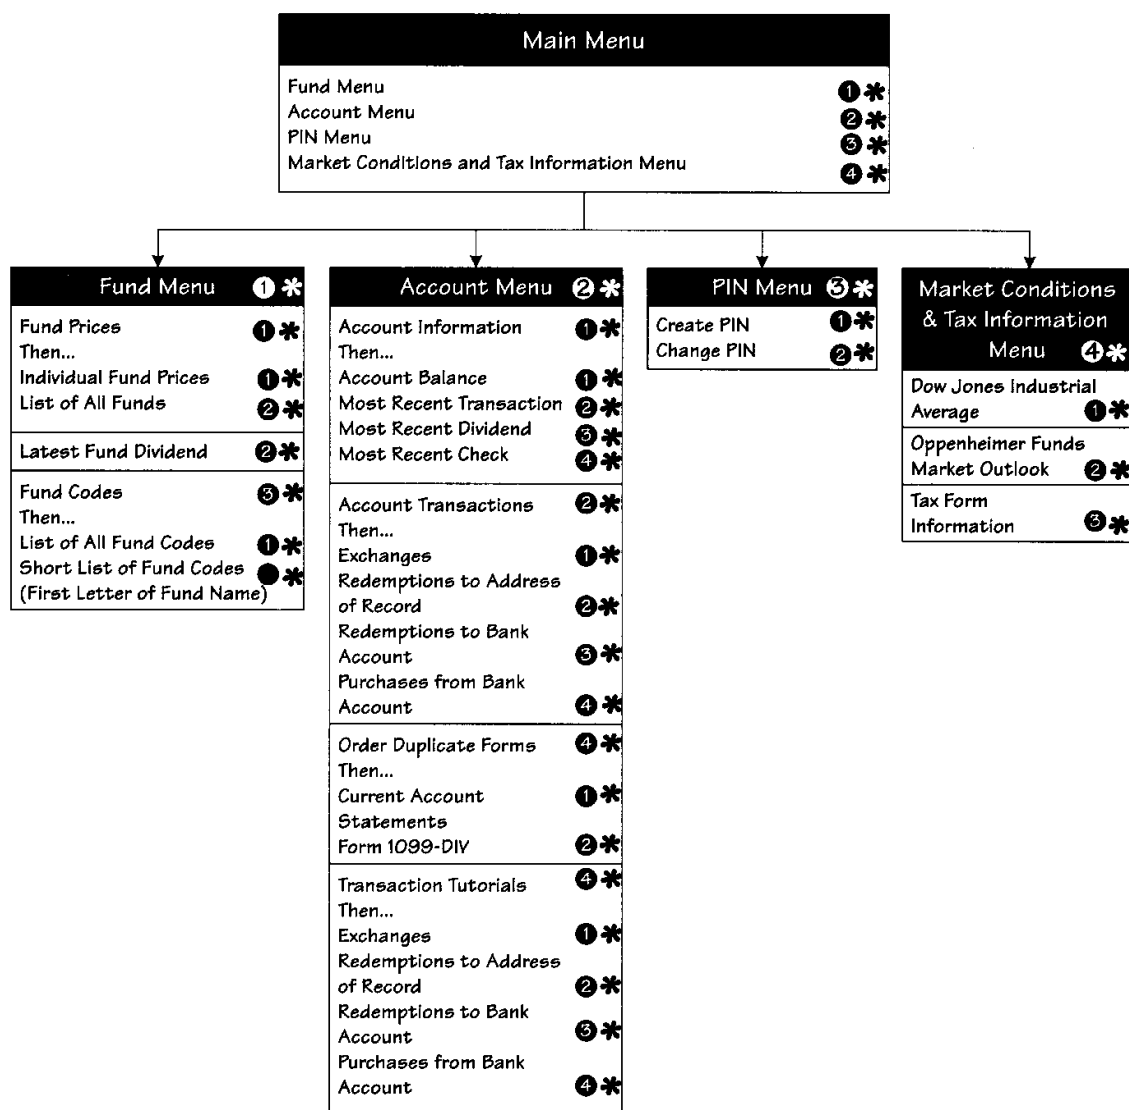 Main Menu
Fund Menu 1 *
Account Menu 2 *
PIN Menu 3 *
Market Conditions and Tax Information Menu 4 *
Fund Menu 1 *
Fund Prices 1 *
Then...
Individual Fund Prices 1 *
List of All Funds 2 *
Latest Fund Dividend 2 *
Fund Codes 3 *
Then...
List of All Fund Codes 1 *
Short List of Fund Codes *
(First Letter of Fund Name)
Account Menu 2 *
Account Information 1 *
Then...
Account Balance 1 *
Most Recent Transaction 2 *
Most Recent Dividend 3 *
Most Recent Check 4 *
Account Transactions 2 *
Then...
Exchanges 1 *
Redemptions to Address
of Record 2 *
Redemptions to Bank
Account 3 *
Purchases from Bank
Account 4 *
Order Duplicate Forms 4 *
Then...
Current Account 1 *
Statements
Form 1099-DIV 2 *
Transaction Tutorials 4 *
Then...
Exchanges 1 *
Redemptions to Address
of Record 2 *
Redemptions to Bank
Account 3 *
Purchases from Bank
Account 4 *
PIN Menu 3 *
Create PIN 1 *
Change PIN 2 *
Market Conditions
& Tax Information
Menu 4 *
Dow Jones Industrial
Average 1 *
Oppenheimer Funds
Market Outlook 2 *
Tax Form
Information 3 *